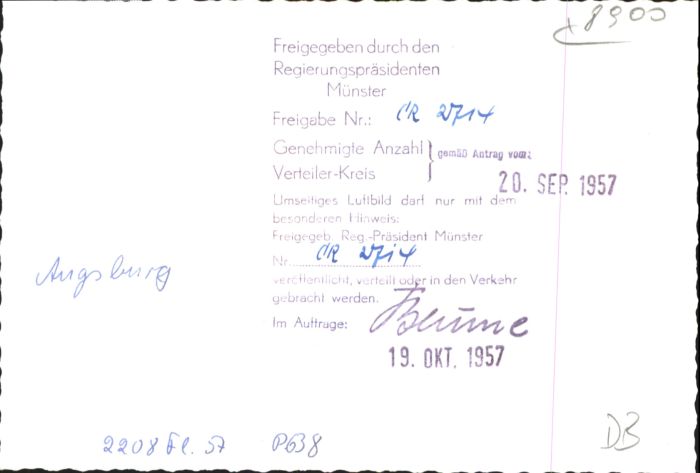 8900
Freigegeben durch den
Regierungspräsidenten
Münster
Freigabe Nr.: CR 2714
Genehmigte Anzahl } gemäß Antrag vom:
Verteiler-Kreis 20. SEP. 1957
Umseitiges Luftbild darf nur mit dem
besonderen Hinweis:
Freigegeb. Reg.-Präsident Münster
Nr. CR 2714
veröffentlicht, verteilt oder in den Verkehr
gebracht werden.
Im Auftrage: Blume
19. OKT. 1957
Augsburg
2208 Fl. 57 P638
DB